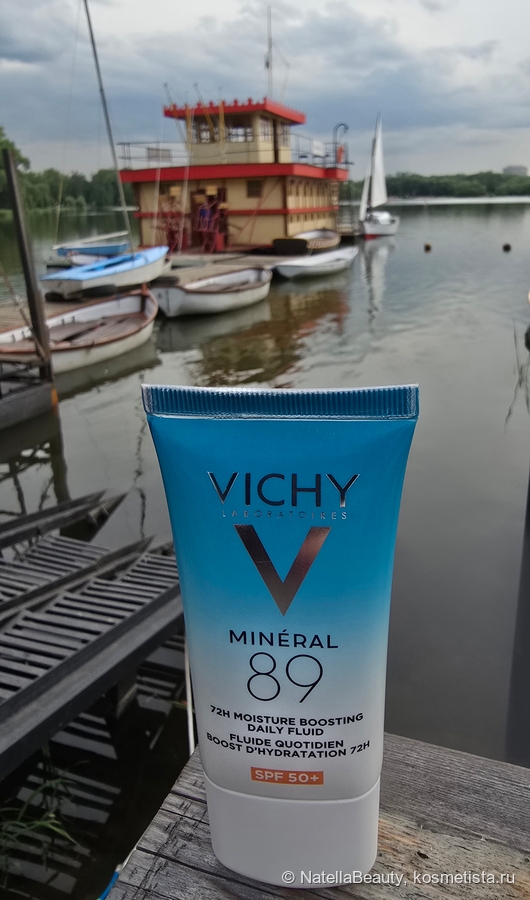 VICHY
LABORATOIRES
MINÉRAL
89
72H MOISTURE BOOSTING
DAILY FLUID
FLUIDE QUOTIDIEN
BOOST D'HYDRATATION 72H
SPF 50+
© NatellaBeauty, kosmetista.ru